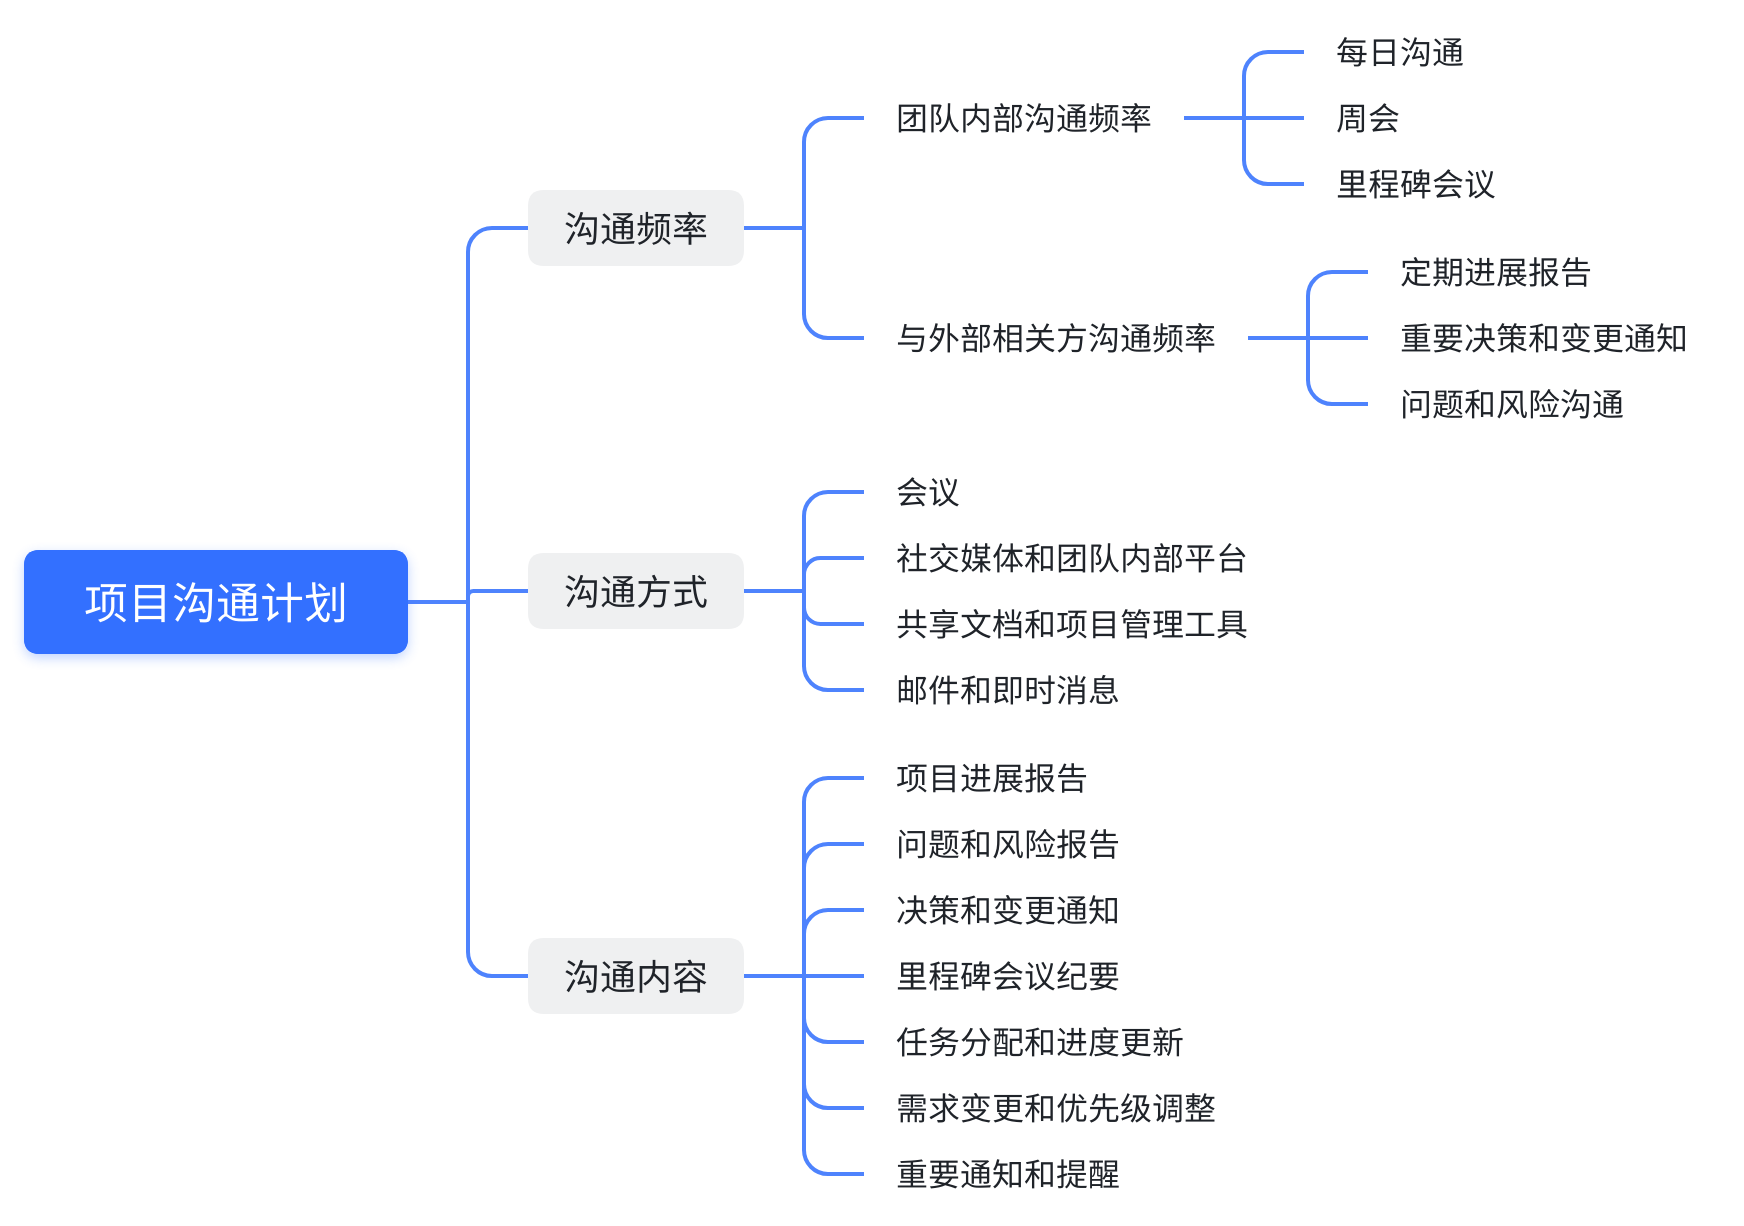 项目沟通计划
沟通频率
团队内部沟通频率
每日沟通
周会
里程碑会议
与外部相关方沟通频率
定期进展报告
重要决策和变更通知
问题和风险沟通
沟通方式
会议
社交媒体和团队内部平台
共享文档和项目管理工具
邮件和即时消息
沟通内容
项目进展报告
问题和风险报告
决策和变更通知
里程碑会议纪要
任务分配和进度更新
需求变更和优先级调整
重要通知和提醒